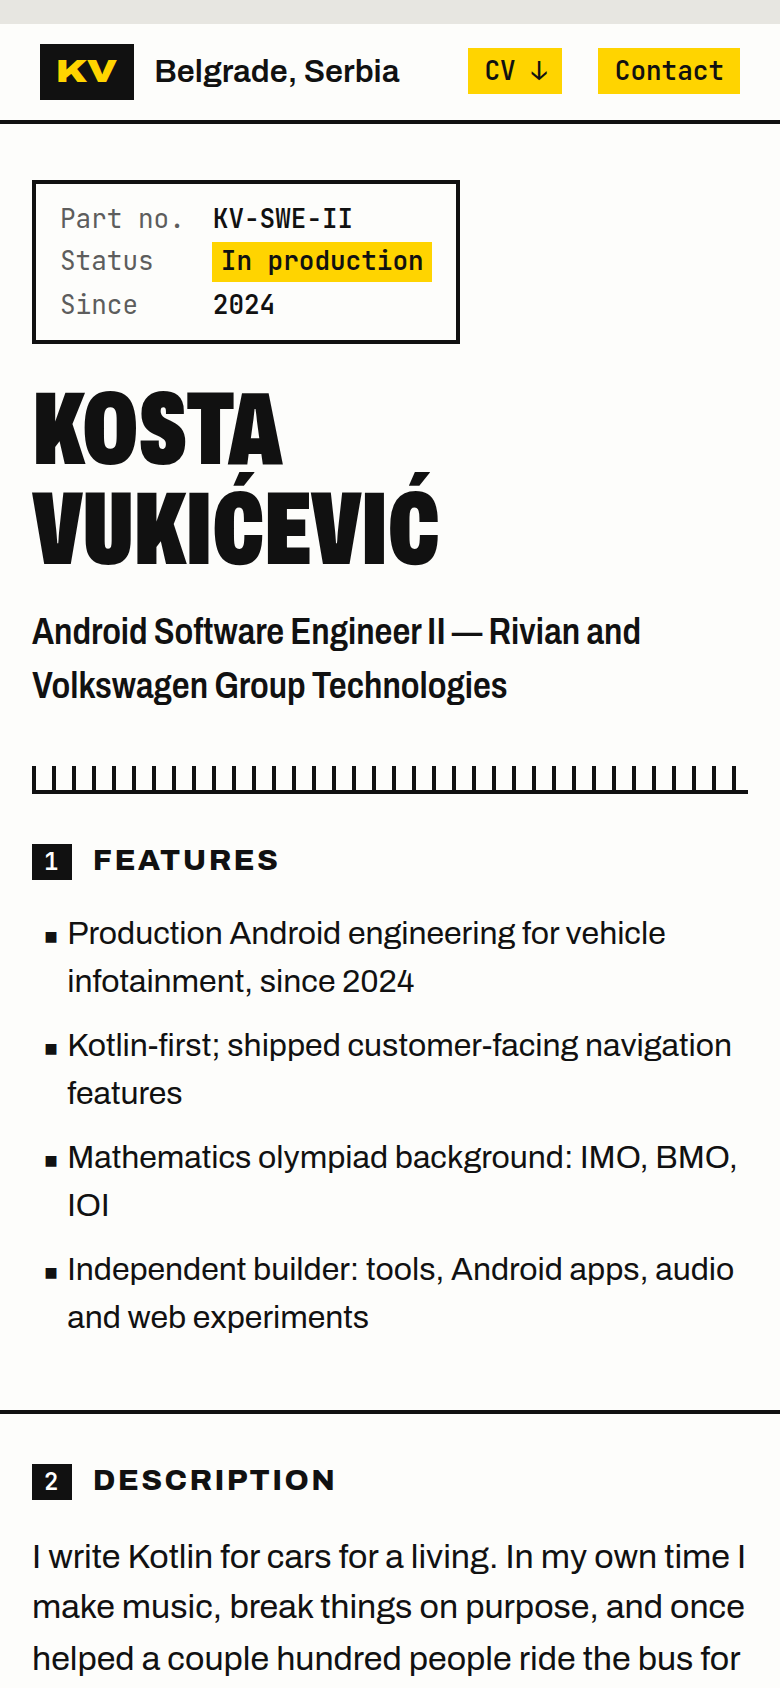 KV Belgrade, Serbia CV ↓ Contact
Part no. KV-SWE-II
Status In production
Since 2024
KOSTA
VUKIĆEVIĆ
Android Software Engineer II — Rivian and
Volkswagen Group Technologies
1 FEATURES
▪ Production Android engineering for vehicle
infotainment, since 2024
▪ Kotlin-first; shipped customer-facing navigation
features
▪ Mathematics olympiad background: IMO, BMO,
IOI
▪ Independent builder: tools, Android apps, audio
and web experiments
2 DESCRIPTION
I write Kotlin for cars for a living. In my own time I
make music, break things on purpose, and once
helped a couple hundred people ride the bus for